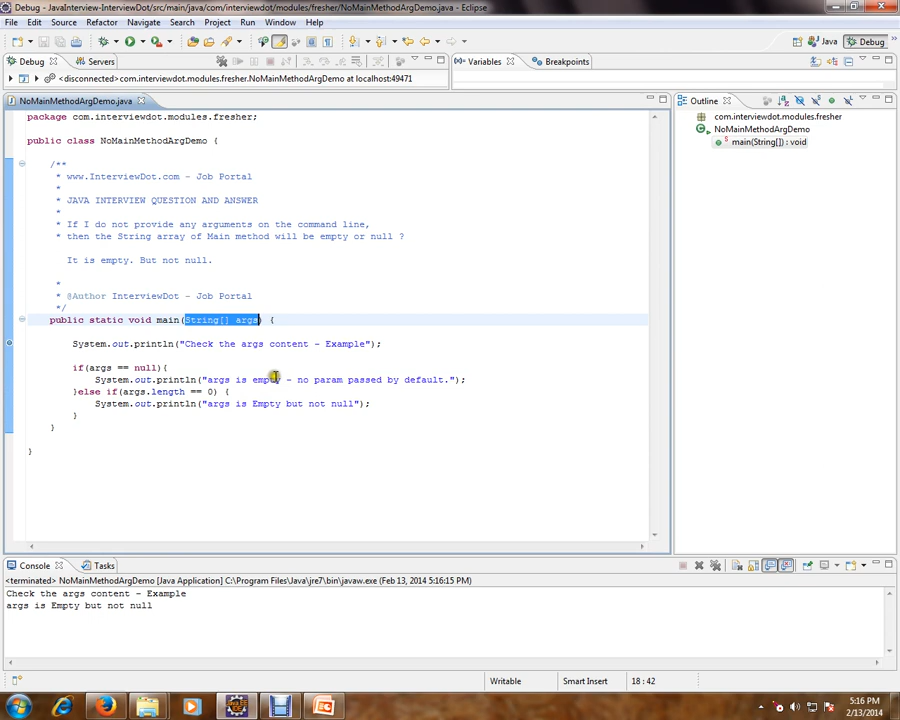 Debug - JavaInterview-InterviewDot/src/main/java/com/interviewdot/modules/fresher/NoMainMethodArgDemo.java - Eclipse
File Edit Source Refactor Navigate Search Project Run Window Help
Java Debug
Debug Servers
Variables Breakpoints
<disconnected>com.interviewdot.modules.fresher.NoMainMethodArgDemo at localhost:49471
NoMainMethodArgDemo.java
Outline
package com.interviewdot.modules.fresher;
com.interviewdot.modules.fresher
NoMainMethodArgDemo
main(String[]) : void
public class NoMainMethodArgDemo {
/**
* www.InterviewDot.com - Job Portal
*
* JAVA INTERVIEW QUESTION AND ANSWER
*
* If I do not provide any arguments on the command line,
* then the String array of Main method will be empty or null ?
It is empty. But not null.
*
* @Author InterviewDot - Job Portal
*/
public static void main(String[] args) {
System.out.println("Check the args content - Example");
if(args == null){
System.out.println("args is empty - no param passed by default.");
}else if(args.length == 0) {
System.out.println("args is Empty but not null");
}
}
}
Console Tasks
<terminated> NoMainMethodArgDemo [Java Application] C:\Program Files\Java\jre7\bin\javaw.exe (Feb 13, 2014 5:16:15 PM)
Check the args content - Example
args is Empty but not null
Writable Smart Insert 18 : 42
5:16 PM
2/13/2014